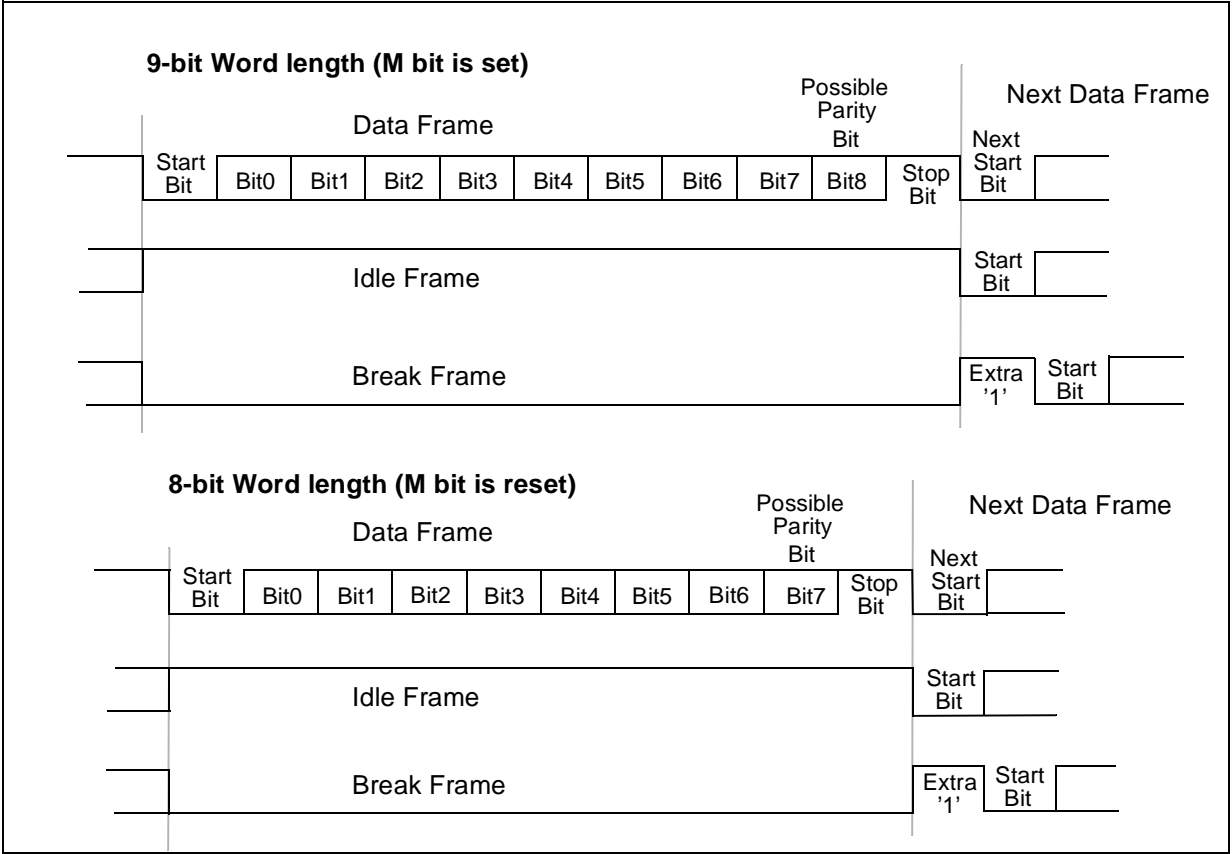 9-bit Word length (M bit is set)
Possible
Parity
Bit
Next Data Frame
Data Frame
Next
Start
Bit
Start
Bit
Bit0
Bit1
Bit2
Bit3
Bit4
Bit5
Bit6
Bit7
Bit8
Stop
Bit
Idle Frame
Start
Bit
Break Frame
Extra
’1’
Start
Bit
8-bit Word length (M bit is reset)
Possible
Parity
Bit
Next Data Frame
Data Frame
Next
Start
Bit
Start
Bit
Bit0
Bit1
Bit2
Bit3
Bit4
Bit5
Bit6
Bit7
Stop
Bit
Idle Frame
Start
Bit
Break Frame
Extra
’1’
Start
Bit